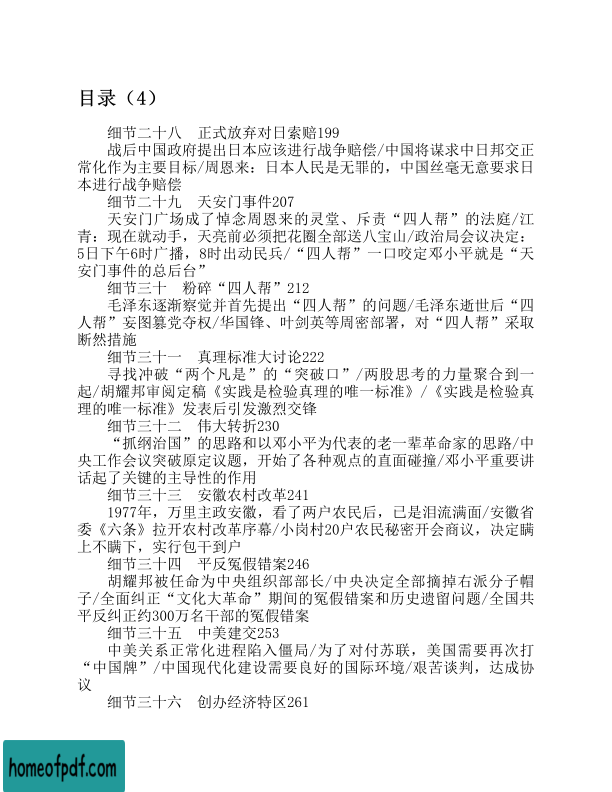 目录（4）
细节二十八　正式放弃对日索赔199
战后中国政府提出日本应该进行战争赔偿/中国将谋求中日邦交正
常化作为主要目标/周恩来：日本人民是无罪的，中国丝毫无意要求日
本进行战争赔偿
细节二十九　天安门事件207
天安门广场成了悼念周恩来的灵堂、斥责“四人帮”的法庭/江
青：现在就动手，天亮前必须把花圈全部送八宝山/政治局会议决定：
5日下午6时广播，8时出动民兵/“四人帮”一口咬定邓小平就是“天
安门事件的总后台”
细节三十　粉碎“四人帮”212
毛泽东逐渐察觉并首先提出“四人帮”的问题/毛泽东逝世后“四
人帮”妄图篡党夺权/华国锋、叶剑英等周密部署，对“四人帮”采取
断然措施
细节三十一　真理标准大讨论222
寻找冲破“两个凡是”的“突破口”/两股思考的力量聚合到一
起/胡耀邦审阅定稿《实践是检验真理的唯一标准》/《实践是检验真
理的唯一标准》发表后引发激烈交锋
细节三十二　伟大转折230
“抓纲治国”的思路和以邓小平为代表的老一辈革命家的思路/中
央工作会议突破原定议题，开始了各种观点的直面碰撞/邓小平重要讲
话起了关键的主导性的作用
细节三十三　安徽农村改革241
1977年，万里主政安徽，看了两户农民后，已是泪流满面/安徽省
委《六条》拉开农村改革序幕/小岗村20户农民秘密开会商议，决定瞒
上不瞒下，实行包干到户
细节三十四　平反冤假错案246
胡耀邦被任命为中央组织部部长/中央决定全部摘掉右派分子帽
子/全面纠正“文化大革命”期间的冤假错案和历史遗留问题/全国共
平反纠正约300万名干部的冤假错案
细节三十五　中美建交253
中美关系正常化进程陷入僵局/为了对付苏联，美国需要再次打
“中国牌”/中国现代化建设需要良好的国际环境/艰苦谈判，达成协
议
细节三十六　创办经济特区261
homeofpdf.com